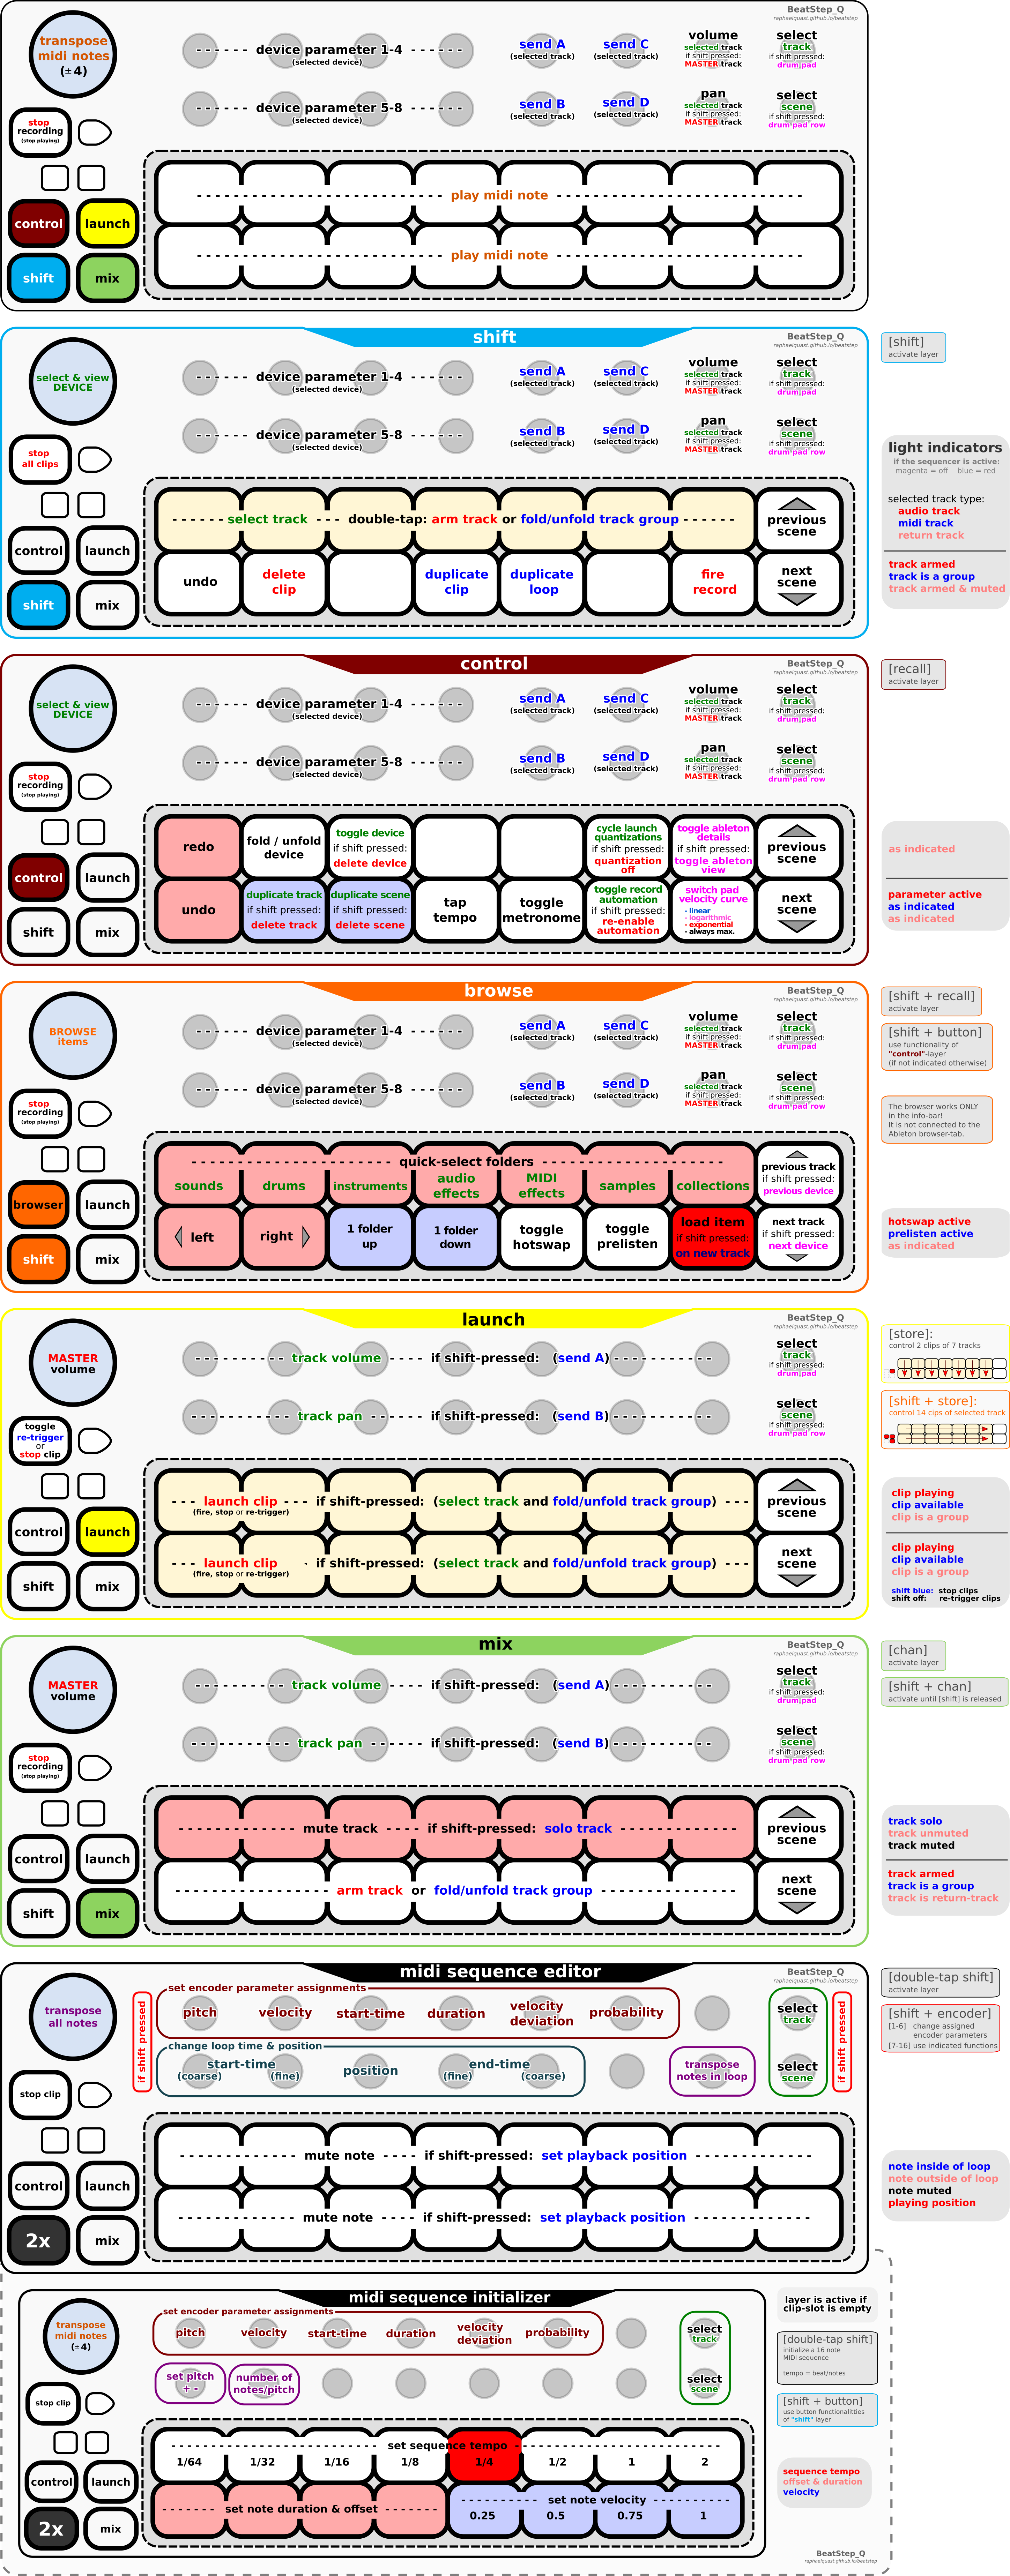 BeatStep_Q
raphaelquast.github.io/beatstep
transpose
midi notes
(±4)
device parameter 1-4
(selected device)
send A
(selected track)
send C
(selected track)
volume
selected track
if shift pressed:
MASTER track
select
track
if shift pressed:
drum pad
device parameter 5-8
(selected device)
send B
(selected track)
send D
(selected track)
pan
selected track
if shift pressed:
MASTER track
select
scene
if shift pressed:
drum pad row
stop
recording
(stop playing)
control
launch
shift
mix
play midi note
play midi note
shift
BeatStep_Q
raphaelquast.github.io/beatstep
select & view
DEVICE
device parameter 1-4
(selected device)
send A
(selected track)
send C
(selected track)
volume
selected track
if shift pressed:
MASTER track
select
track
if shift pressed:
drum pad
device parameter 5-8
(selected device)
send B
(selected track)
send D
(selected track)
pan
selected track
if shift pressed:
MASTER track
select
scene
if shift pressed:
drum pad row
stop
all clips
control
launch
shift
mix
select track double-tap: arm track or fold/unfold track group
previous
scene
undo
delete
clip
duplicate
clip
duplicate
loop
fire
record
next
scene
[shift]
activate layer
light indicators
if the sequencer is active:
magenta = off blue = red
selected track type:
audio track
midi track
return track
track armed
track is a group
track armed & muted
control
BeatStep_Q
raphaelquast.github.io/beatstep
select & view
DEVICE
device parameter 1-4
(selected device)
send A
(selected track)
send C
(selected track)
volume
selected track
if shift pressed:
MASTER track
select
track
if shift pressed:
drum pad
device parameter 5-8
(selected device)
send B
(selected track)
send D
(selected track)
pan
selected track
if shift pressed:
MASTER track
select
scene
if shift pressed:
drum pad row
stop
recording
(stop playing)
control
launch
shift
mix
redo
fold / unfold
device
toggle device
if shift pressed:
delete device
cycle launch
quantizations
if shift pressed:
quantization
off
toggle ableton
details
if shift pressed:
toggle ableton
view
previous
scene
undo
duplicate track
if shift pressed:
delete track
duplicate scene
if shift pressed:
delete scene
tap
tempo
toggle
metronome
toggle record
automation
if shift pressed:
re-enable
automation
switch pad
velocity curve
- linear
- logarithmic
- exponential
- always max.
next
scene
[recall]
activate layer
as indicated
parameter active
as indicated
as indicated
browse
BeatStep_Q
raphaelquast.github.io/beatstep
BROWSE
items
device parameter 1-4
(selected device)
send A
(selected track)
send C
(selected track)
volume
selected track
if shift pressed:
MASTER track
select
track
if shift pressed:
drum pad
device parameter 5-8
(selected device)
send B
(selected track)
send D
(selected track)
pan
selected track
if shift pressed:
MASTER track
select
scene
if shift pressed:
drum pad row
stop
recording
(stop playing)
browser
launch
shift
mix
quick-select folders
sounds
drums
instruments
audio
effects
MIDI
effects
samples
collections
previous track
if shift pressed:
previous device
left
right
1 folder
up
1 folder
down
toggle
hotswap
toggle
prelisten
load item
if shift pressed:
on new track
next track
if shift pressed:
next device
[shift + recall]
activate layer
[shift + button]
use functionality of
"control"-layer
(if not indicated otherwise)
The browser works ONLY
in the info-bar!
It is not connected to the
Ableton browser-tab.
hotswap active
prelisten active
as indicated
launch
BeatStep_Q
raphaelquast.github.io/beatstep
MASTER
volume
track volume if shift-pressed: (send A)
select
track
if shift pressed:
drum pad
track pan if shift-pressed: (send B)
select
scene
if shift pressed:
drum pad row
toggle
re-trigger
or
stop clip
control
launch
shift
mix
launch clip if shift-pressed: (select track and fold/unfold track group)
(fire, stop or re-trigger)
previous
scene
launch clip if shift-pressed: (select track and fold/unfold track group)
(fire, stop or re-trigger)
next
scene
[store]:
control 2 clips of 7 tracks
[shift + store]:
control 14 cips of selected track
clip playing
clip available
clip is a group
clip playing
clip available
clip is a group
shift blue: stop clips
shift off: re-trigger clips
mix
BeatStep_Q
raphaelquast.github.io/beatstep
MASTER
volume
track volume if shift-pressed: (send A)
select
track
if shift pressed:
drum pad
track pan if shift-pressed: (send B)
select
scene
if shift pressed:
drum pad row
stop
recording
(stop playing)
control
launch
shift
mix
mute track if shift-pressed: solo track
previous
scene
arm track or fold/unfold track group
next
scene
[chan]
activate layer
[shift + chan]
activate until [shift] is released
track solo
track unmuted
track muted
track armed
track is a group
track is return-track
midi sequence editor
BeatStep_Q
raphaelquast.github.io/beatstep
transpose
all notes
if shift pressed
set encoder parameter assignments
pitch
velocity
start-time
duration
velocity
deviation
probability
select
track
if shift pressed
change loop time & position
start-time
(coarse)
(fine)
position
end-time
(fine)
(coarse)
transpose
notes in loop
select
scene
stop clip
control
launch
2x
mix
mute note if shift-pressed: set playback position
mute note if shift-pressed: set playback position
[double-tap shift]
activate layer
[shift + encoder]
[1-6] change assigned
encoder parameters
[7-16] use indicated functions
note inside of loop
note outside of loop
note muted
playing position
midi sequence initializer
transpose
midi notes
(±4)
set encoder parameter assignments
pitch
velocity
start-time
duration
velocity
deviation
probability
select
track
set pitch
+ -
number of
notes/pitch
select
scene
stop clip
control
launch
2x
mix
set sequence tempo
1/64
1/32
1/16
1/8
1/4
1/2
1
2
set note duration & offset
set note velocity
0.25
0.5
0.75
1
layer is active if
clip-slot is empty
[double-tap shift]
initialize a 16 note
MIDI sequence
tempo = beat/notes
[shift + button]
use button functionalitites
of "shift" layer
sequence tempo
offset & duration
velocity
BeatStep_Q
raphaelquast.github.io/beatstep